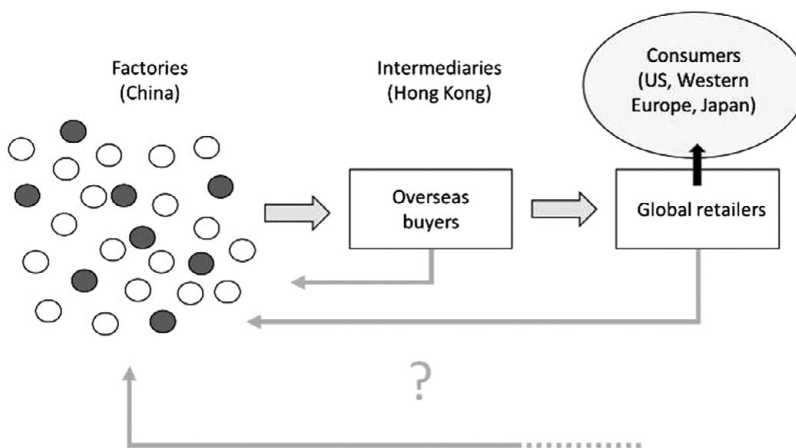 Factories
(China)
Intermediaries
(Hong Kong)
Consumers
(US, Western
Europe, Japan)
Overseas
buyers
Global retailers
?